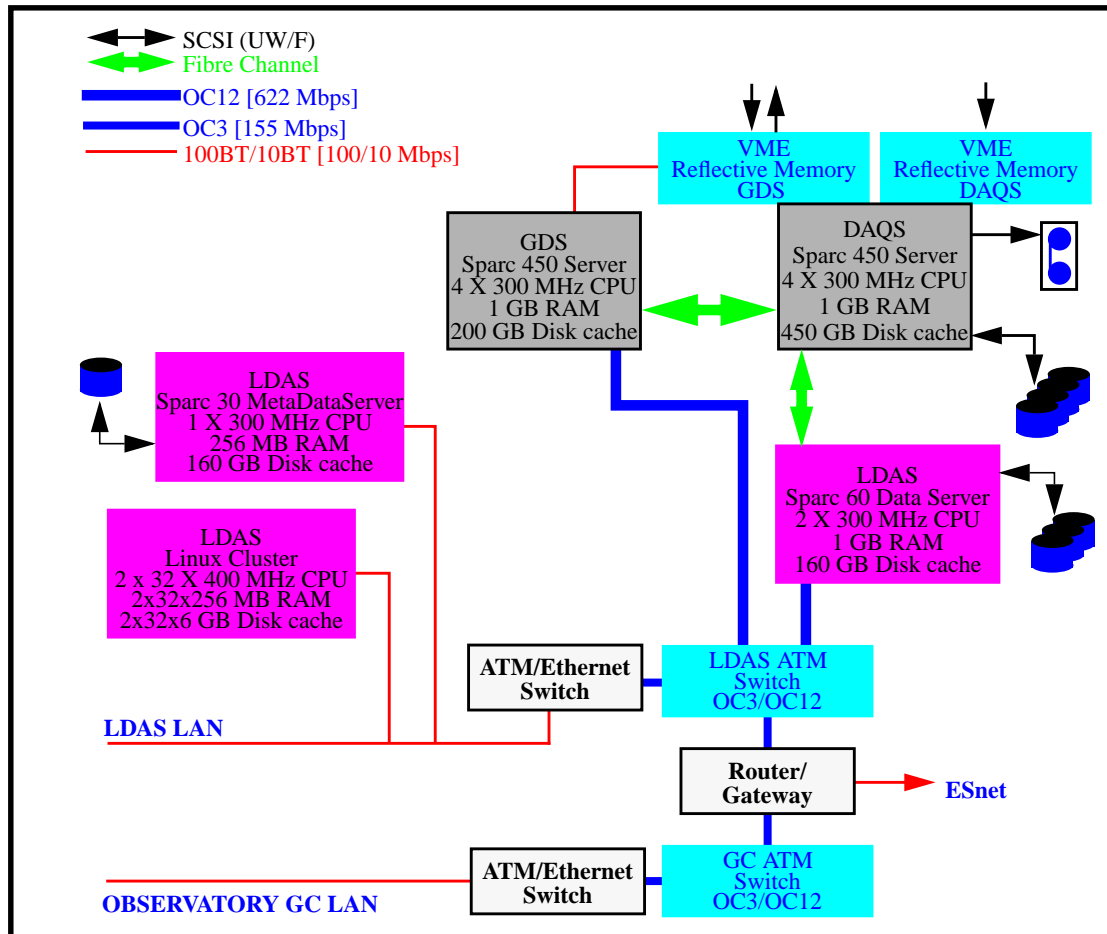 SCSI (UW/F)
Fibre Channel
OC12 [622 Mbps]
OC3 [155 Mbps]
100BT/10BT [100/10 Mbps]
VME
Reflective Memory
GDS
VME
Reflective Memory
DAQS
GDS
Sparc 450 Server
4 X 300 MHz CPU
1 GB RAM
200 GB Disk cache
DAQS
Sparc 450 Server
4 X 300 MHz CPU
1 GB RAM
450 GB Disk cache
LDAS
Sparc 30 MetaDataServer
1 X 300 MHz CPU
256 MB RAM
160 GB Disk cache
LDAS
Sparc 60 Data Server
2 X 300 MHz CPU
1 GB RAM
160 GB Disk cache
LDAS
Linux Cluster
2 x 32 X 400 MHz CPU
2x32x256 MB RAM
2x32x6 GB Disk cache
ATM/Ethernet
Switch
LDAS ATM
Switch
OC3/OC12
LDAS LAN
Router/
Gateway
ESnet
ATM/Ethernet
Switch
GC ATM
Switch
OC3/OC12
OBSERVATORY GC LAN